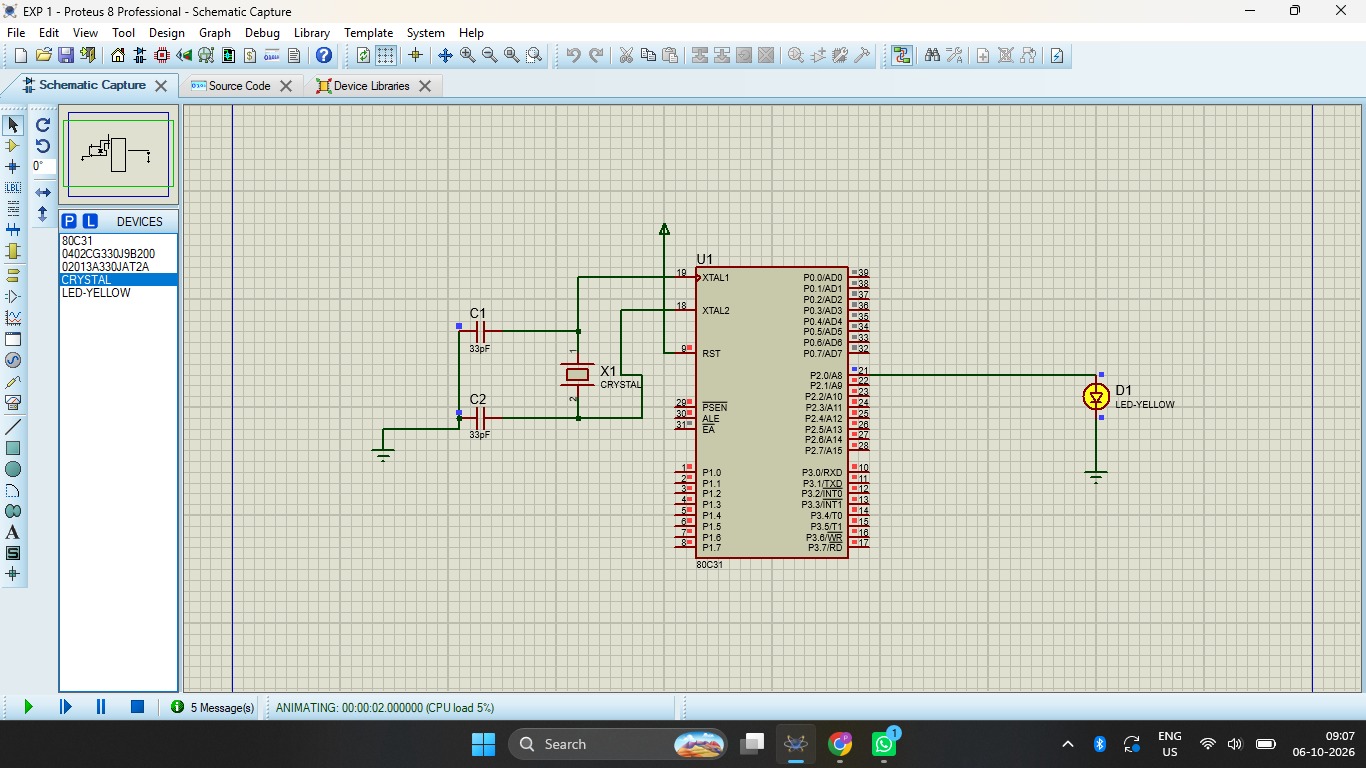 EXP 1 - Proteus 8 Professional - Schematic Capture
File Edit View Tool Design Graph Debug Library Template System Help
Schematic Capture
Source Code
Device Libraries
LBL
0°
P L DEVICES
80C31
0402CG330J9B200
02013A330JAT2A
CRYSTAL
LED-YELLOW
A
S
C1
33pF
C2
33pF
X1
CRYSTAL
1
2
U1
19 XTAL1
18 XTAL2
9 RST
29 PSEN
30 ALE
31 EA
1 P1.0
2 P1.1
3 P1.2
4 P1.3
5 P1.4
6 P1.5
7 P1.6
8 P1.7
P0.0/AD0 39
P0.1/AD1 38
P0.2/AD2 37
P0.3/AD3 36
P0.4/AD4 35
P0.5/AD5 34
P0.6/AD6 33
P0.7/AD7 32
P2.0/A8 21
P2.1/A9 22
P2.2/A10 23
P2.3/A11 24
P2.4/A12 25
P2.5/A13 26
P2.6/A14 27
P2.7/A15 28
P3.0/RXD 10
P3.1/TXD 11
P3.2/INT0 12
P3.3/INT1 13
P3.4/T0 14
P3.5/T1 15
P3.6/WR 16
P3.7/RD 17
80C31
D1
LED-YELLOW
5 Message(s)
ANIMATING: 00:00:02.000000 (CPU load 5%)
Search
1
ENG
US
09:07
06-10-2026